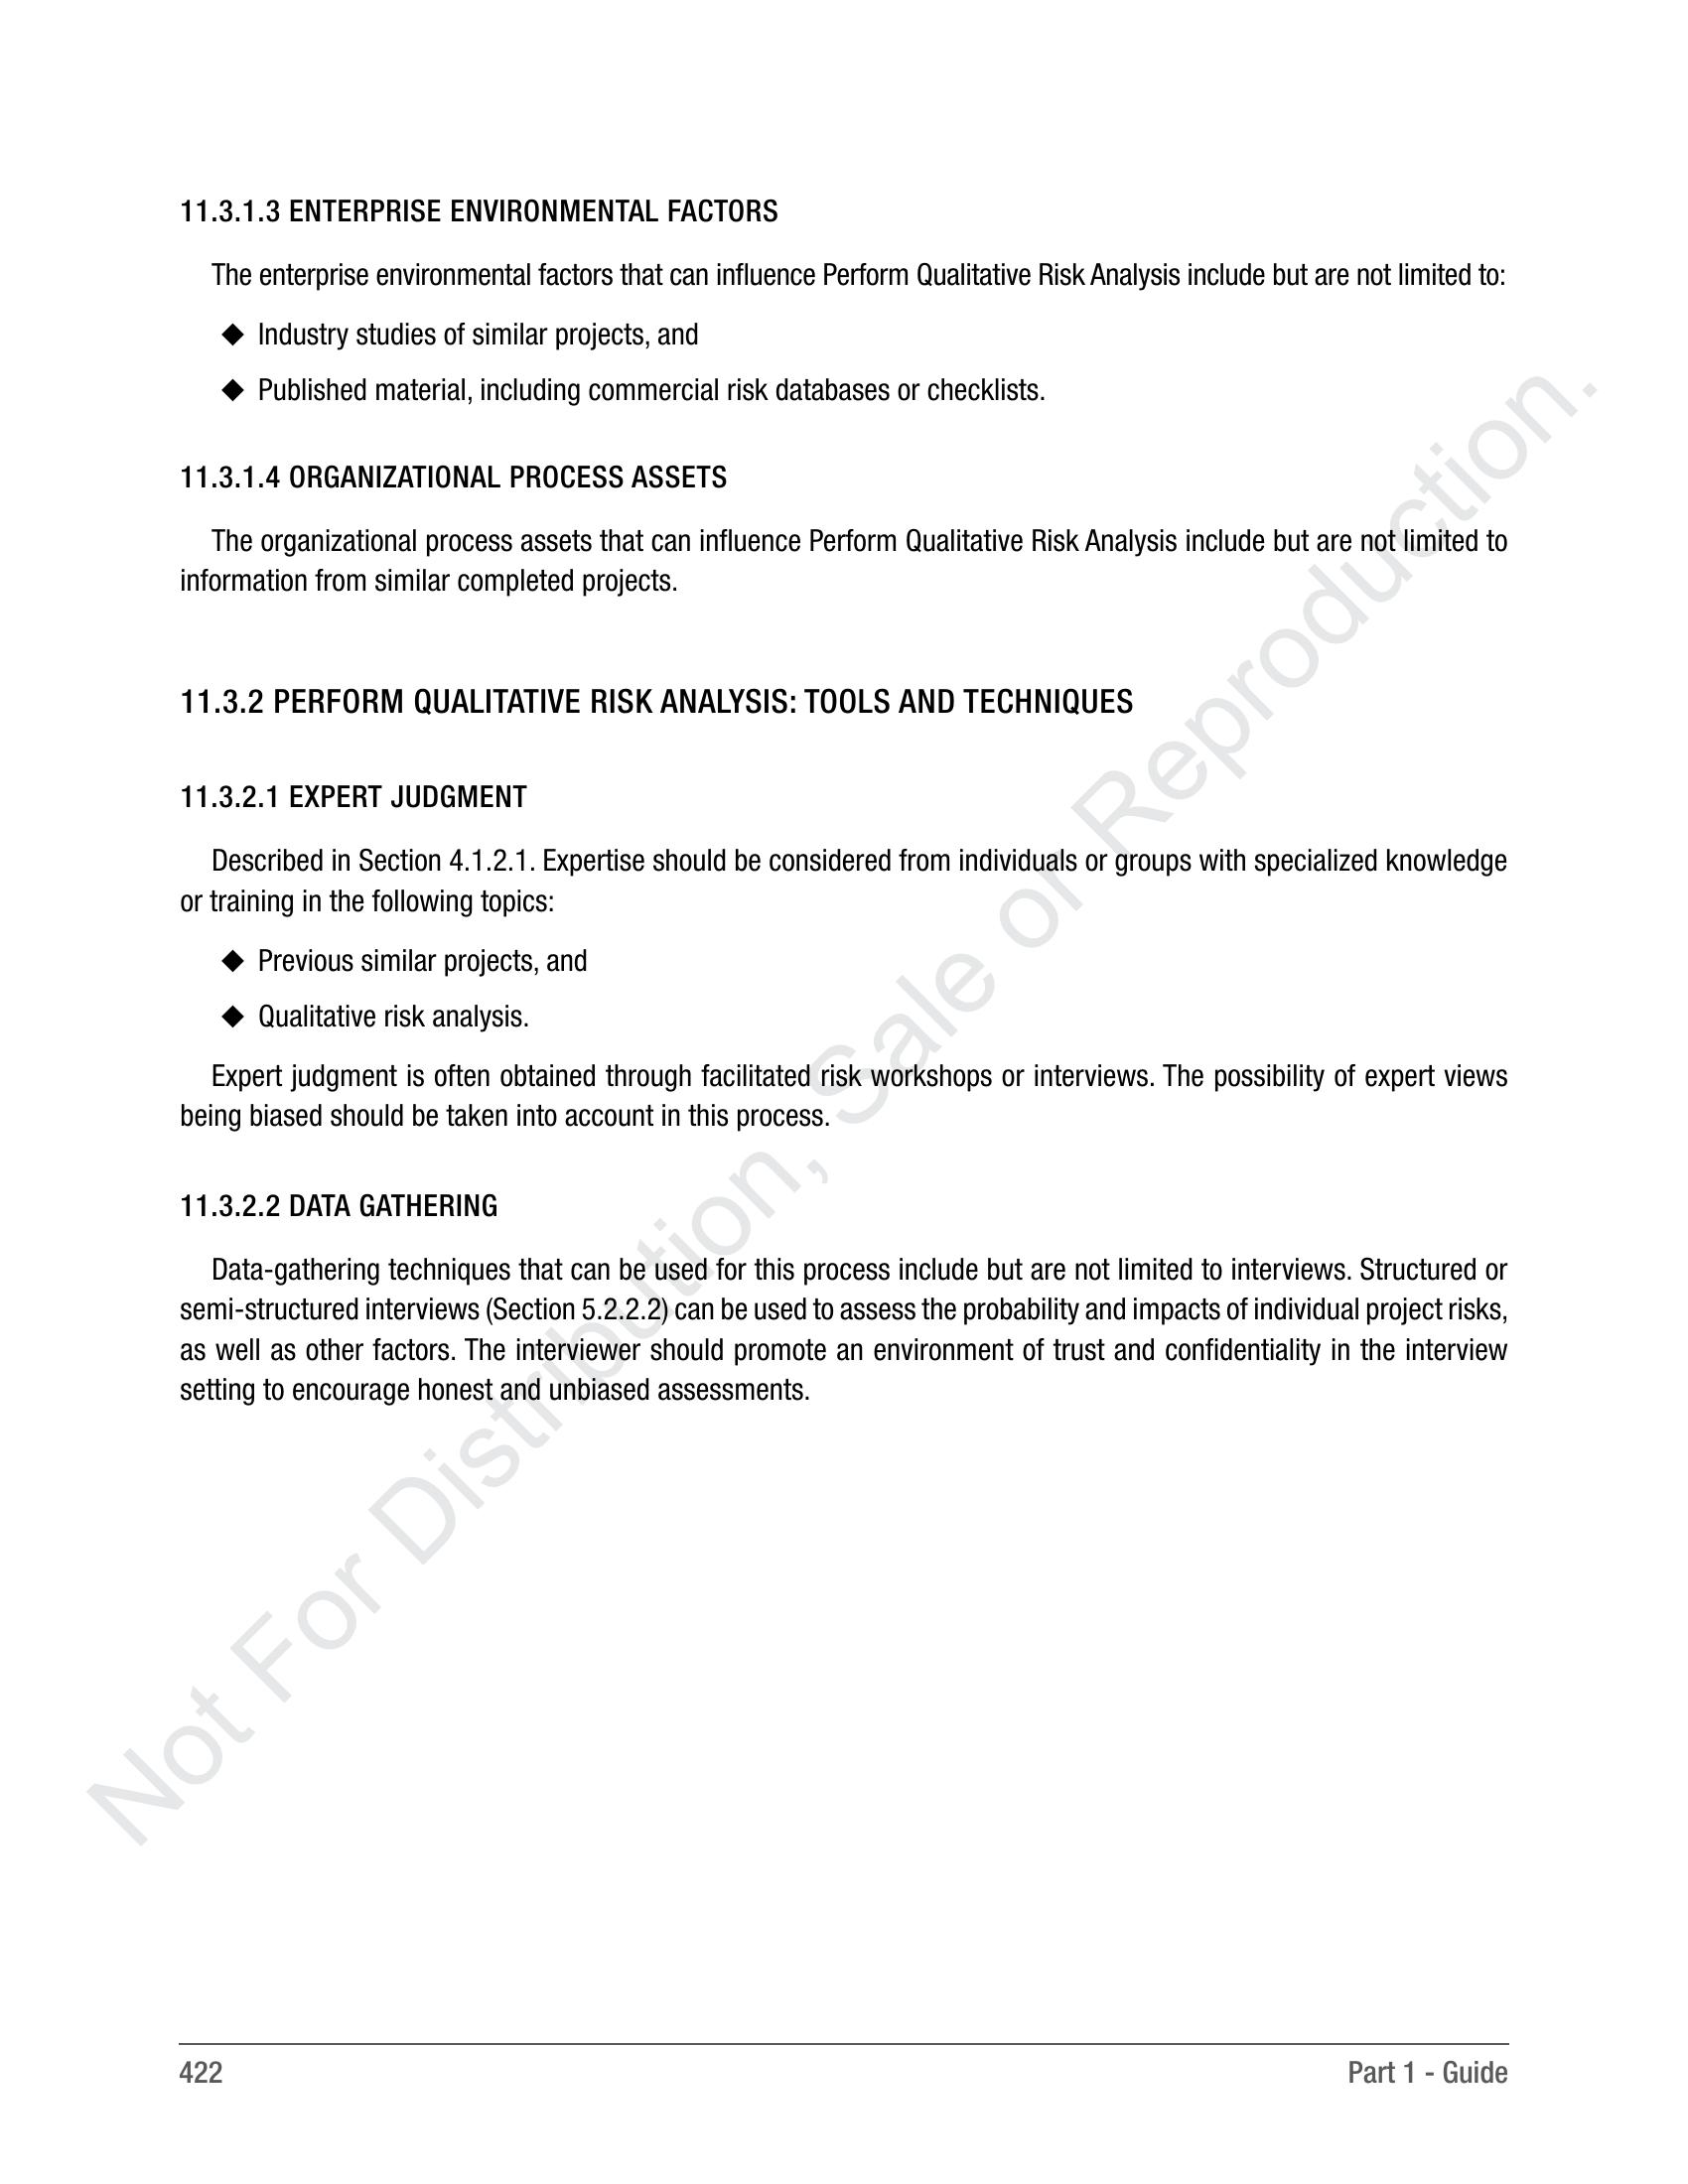 11.3.1.3 ENTERPRISE ENVIRONMENTAL FACTORS
The enterprise environmental factors that can influence Perform Qualitative Risk Analysis include but are not limited to:
◆ Industry studies of similar projects, and
◆ Published material, including commercial risk databases or checklists.
11.3.1.4 ORGANIZATIONAL PROCESS ASSETS
The organizational process assets that can influence Perform Qualitative Risk Analysis include but are not limited to
information from similar completed projects.
11.3.2 PERFORM QUALITATIVE RISK ANALYSIS: TOOLS AND TECHNIQUES
11.3.2.1 EXPERT JUDGMENT
Described in Section 4.1.2.1. Expertise should be considered from individuals or groups with specialized knowledge
or training in the following topics:
◆ Previous similar projects, and
◆ Qualitative risk analysis.
Expert judgment is often obtained through facilitated risk workshops or interviews. The possibility of expert views
being biased should be taken into account in this process.
11.3.2.2 DATA GATHERING
Data-gathering techniques that can be used for this process include but are not limited to interviews. Structured or
semi-structured interviews (Section 5.2.2.2) can be used to assess the probability and impacts of individual project risks,
as well as other factors. The interviewer should promote an environment of trust and confidentiality in the interview
setting to encourage honest and unbiased assessments.
Not For Distribution, Sale or Reproduction.
422
Part 1 - Guide